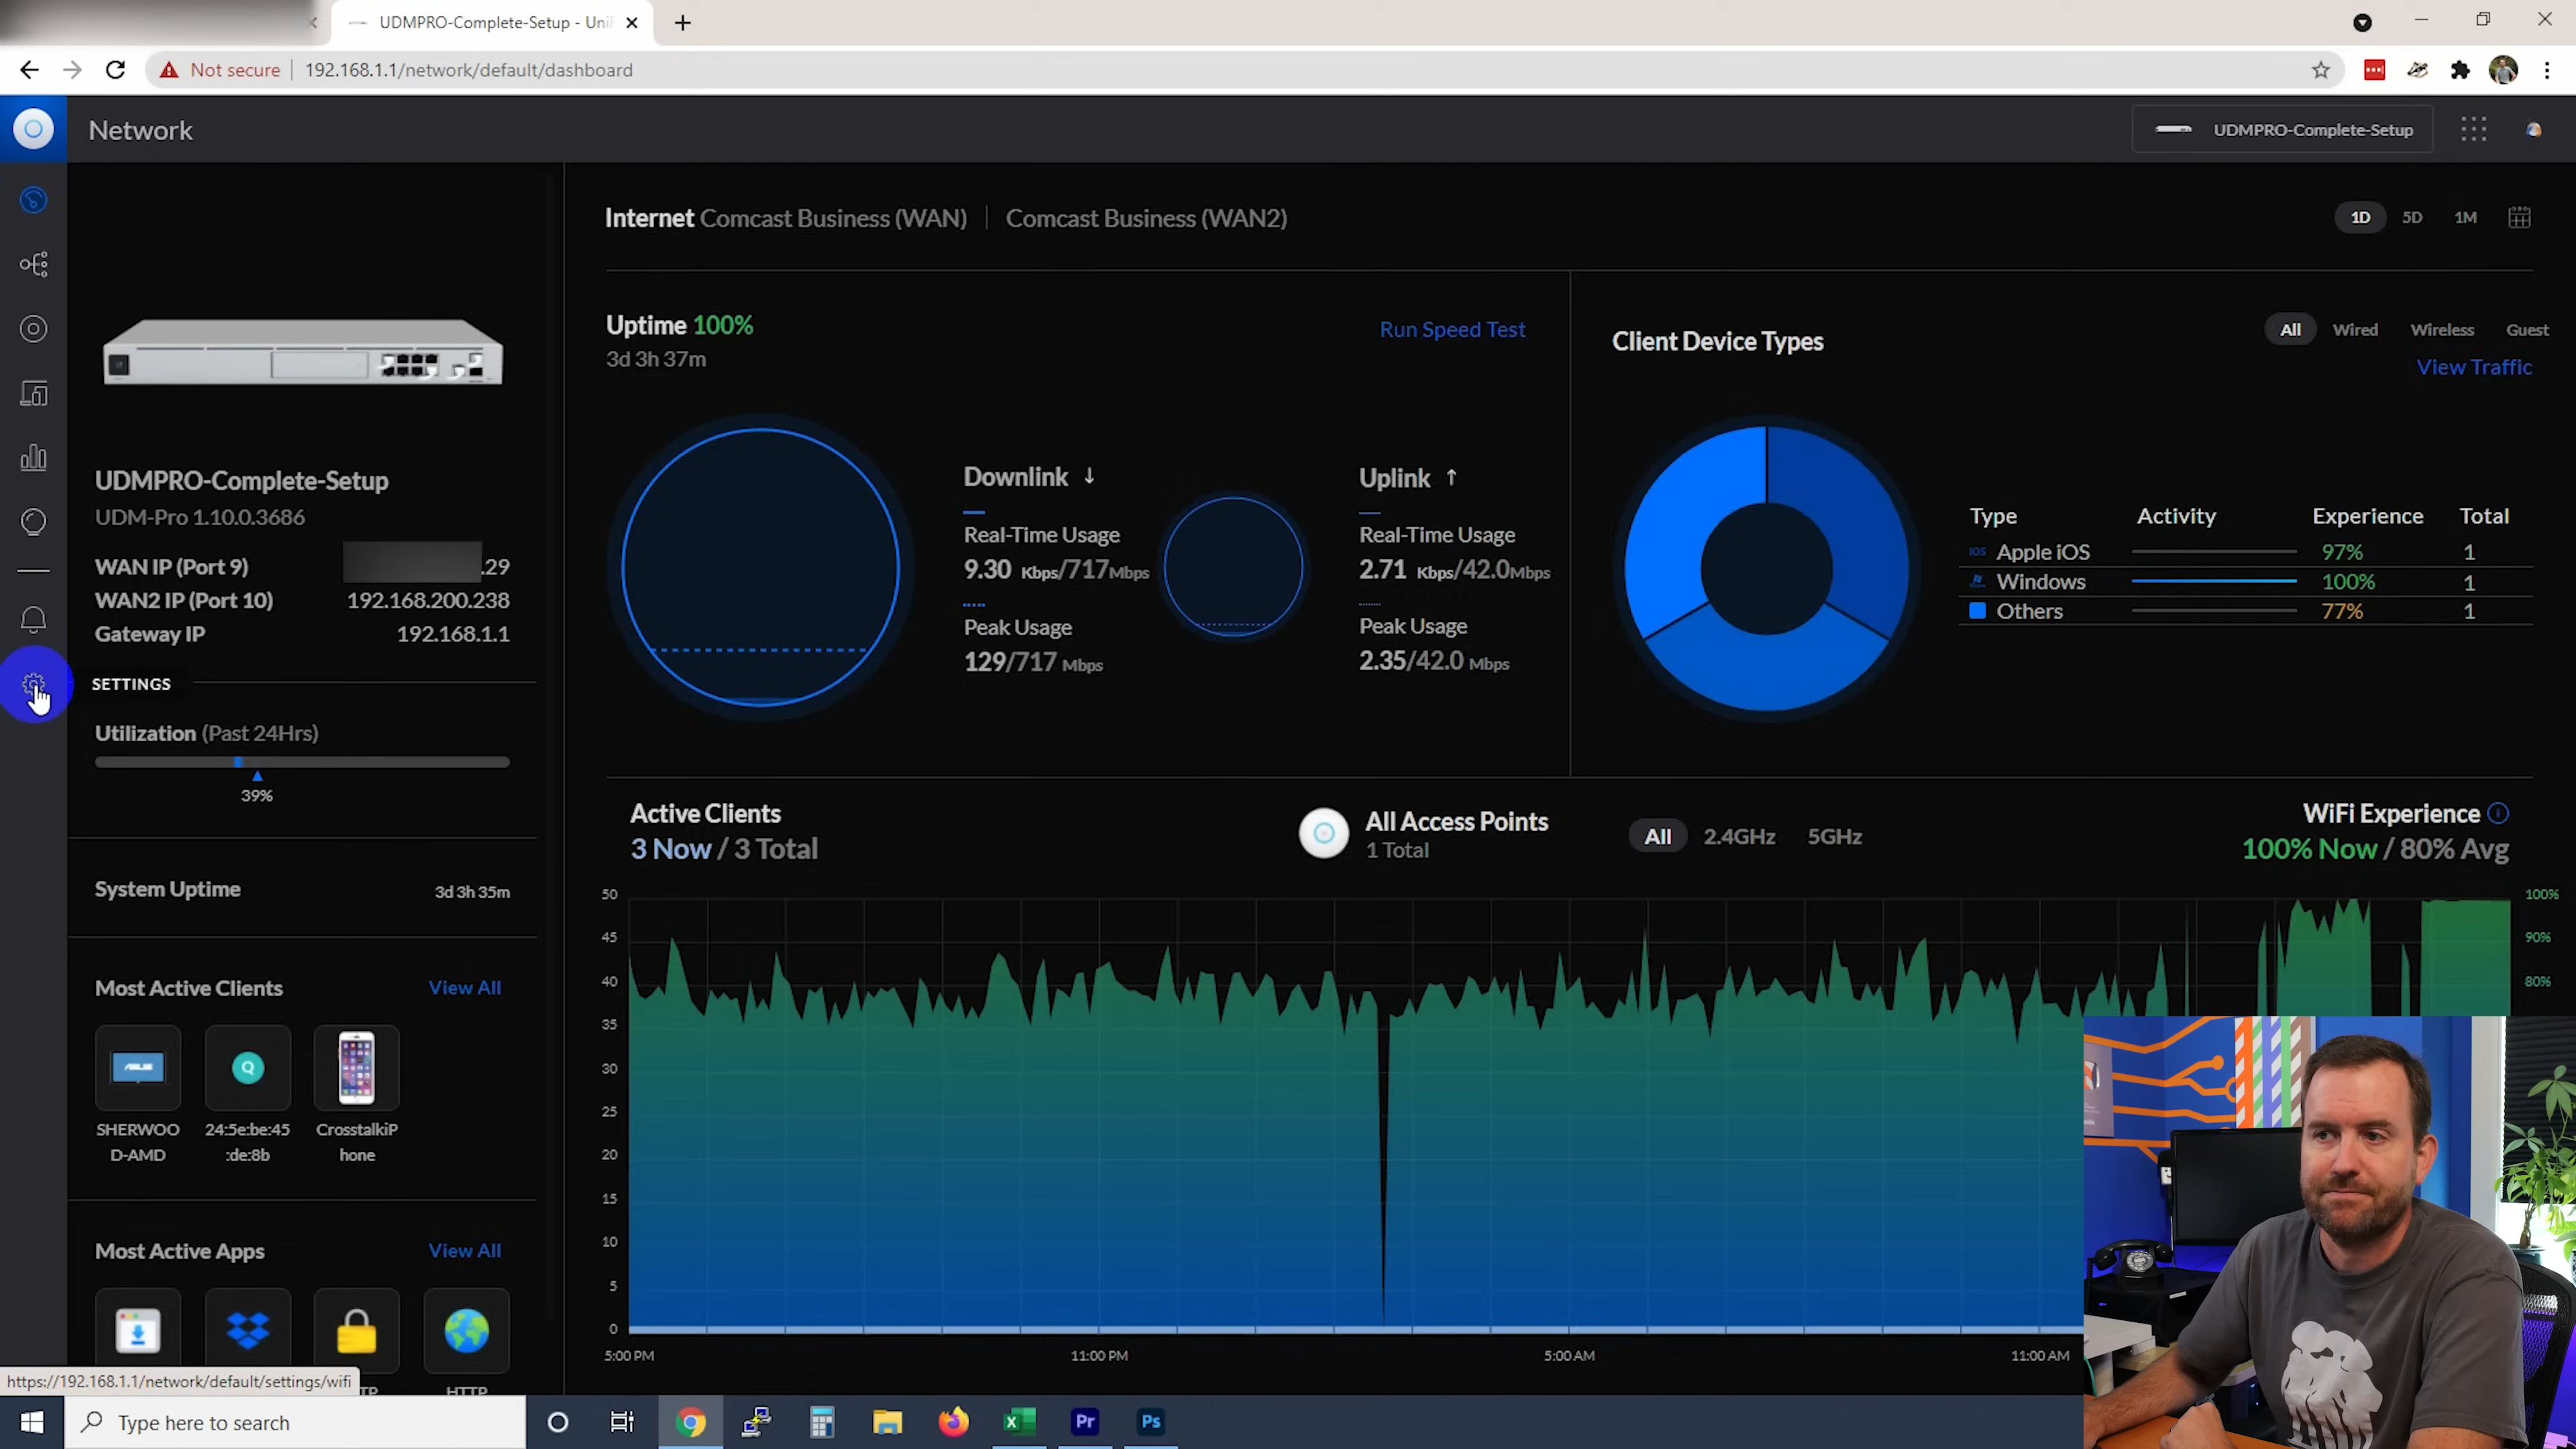 UDMPRO-Complete-Setup - Unif
Not secure
192.168.1.1/network/default/dashboard
Network
UDMPRO-Complete-Setup
Internet Comcast Business (WAN)
Comcast Business (WAN2)
1D 5D 1M
Uptime 100%
3d 3h 37m
Run Speed Test
Downlink ↓
Real-Time Usage
9.30 Kbps/717Mbps
Peak Usage
129/717 Mbps
Uplink ↑
Real-Time Usage
2.71 Kbps/42.0Mbps
Peak Usage
2.35/42.0 Mbps
Client Device Types
All Wired Wireless Guest
View Traffic
Type Activity Experience Total
iOS Apple iOS 97% 1
Windows 100% 1
Others 77% 1
UDMPRO-Complete-Setup
UDM-Pro 1.10.0.3686
WAN IP (Port 9) .29
WAN2 IP (Port 10) 192.168.200.238
Gateway IP 192.168.1.1
SETTINGS
Utilization (Past 24Hrs)
39%
System Uptime 3d 3h 35m
Most Active Clients View All
/ISUS
Q
SHERWOO
D-AMD
24:5e:be:45
:de:8b
CrosstalkiP
hone
Most Active Apps View All
TP
HTTP
Active Clients
3 Now / 3 Total
All Access Points
1 Total
All 2.4GHz 5GHz
WiFi Experience
100% Now / 80% Avg
50
45
40
35
30
25
20
15
10
5
0
100%
90%
80%
5:00 PM
11:00 PM
5:00 AM
11:00 AM
https://192.168.1.1/network/default/settings/wifi
Type here to search
X
Pr
Ps